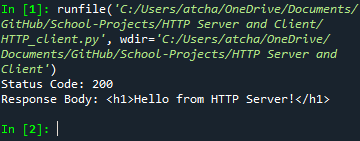 In [1]: runfile('C:/Users/atcha/OneDrive/Documents/
GitHub/School-Projects/HTTP Server and Client/
HTTP_client.py', wdir='C:/Users/atcha/OneDrive/
Documents/GitHub/School-Projects/HTTP Server and
Client')
Status Code: 200
Response Body: <h1>Hello from HTTP Server!</h1>
In [2]: